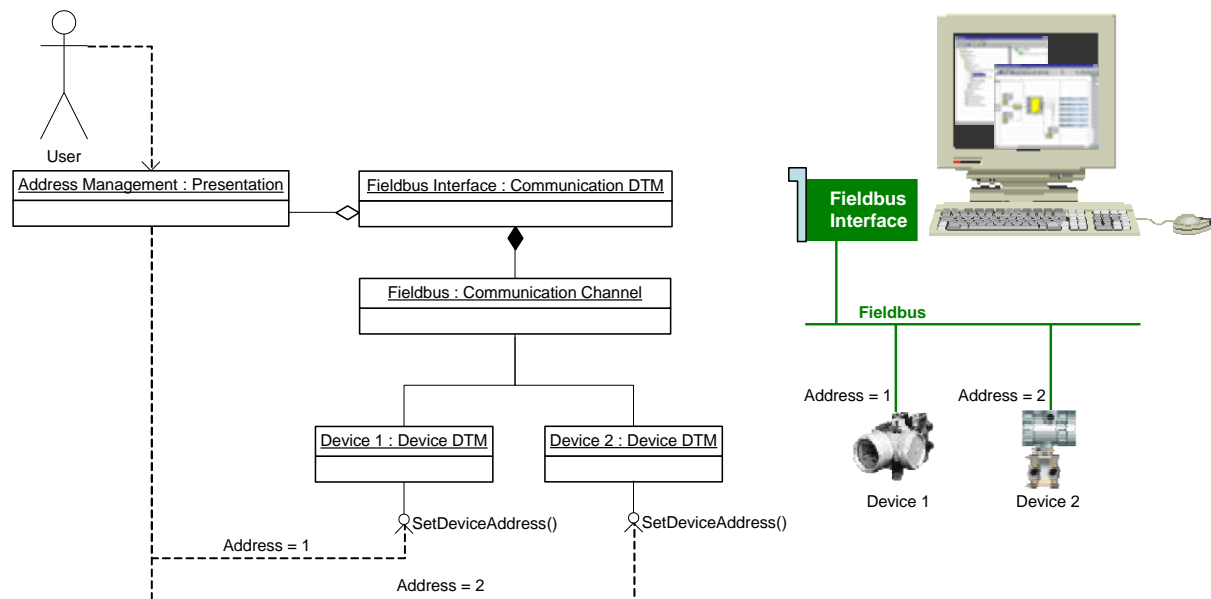 User
Address Management : Presentation
Fieldbus Interface : Communication DTM
Fieldbus : Communication Channel
Device 1 : Device DTM
Device 2 : Device DTM
SetDeviceAddress()
SetDeviceAddress()
Address = 1
Address = 2
Fieldbus
Interface
Fieldbus
Address = 1
Address = 2
Device 1
Device 2